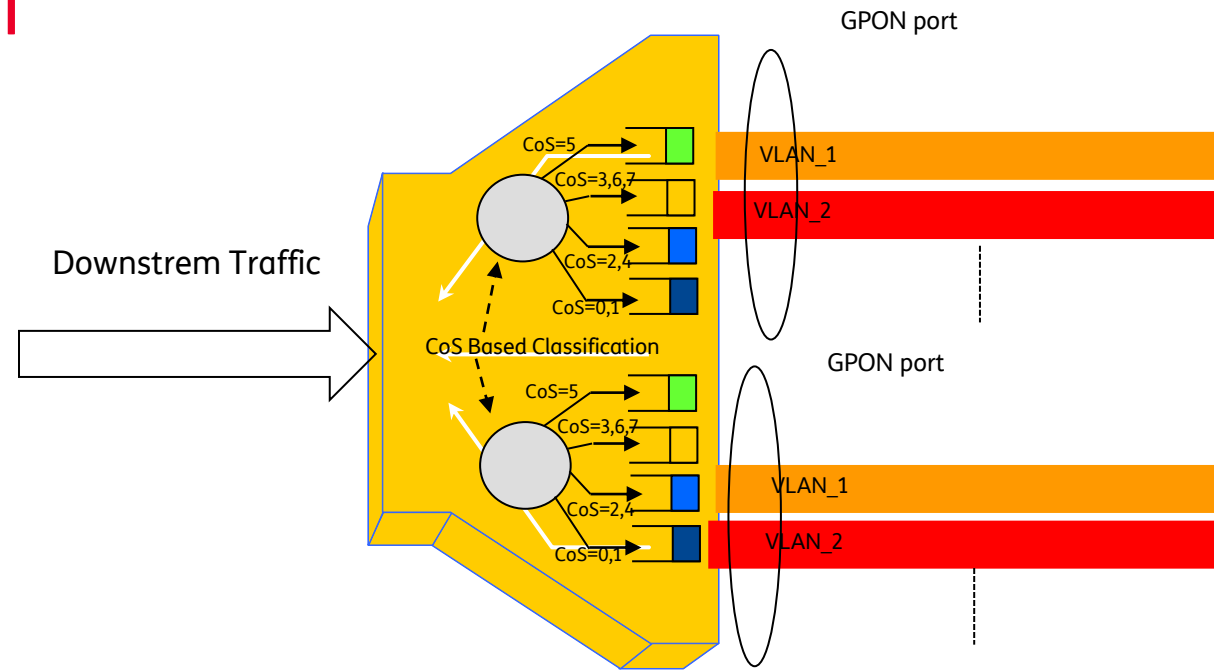 GPON port
CoS=5
VLAN_1
CoS=3,6,7
VLAN_2
Downstrem Traffic
CoS=2,4
CoS=0,1
CoS Based Classification
GPON port
CoS=5
CoS=3,6,7
VLAN_1
CoS=2,4
VLAN_2
CoS=0,1